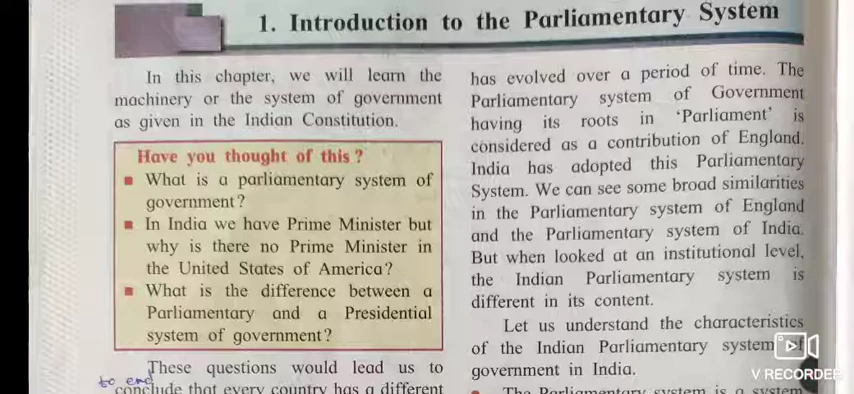 1. Introduction to the Parliamentary System
In this chapter, we will learn the
machinery or the system of government
as given in the Indian Constitution.
Have you thought of this ?
■ What is a parliamentary system of
government?
■ In India we have Prime Minister but
why is there no Prime Minister in
the United States of America?
■ What is the difference between a
Parliamentary and a Presidential
system of government?
These questions would lead us to
to end
conclude that every country has a different
has evolved over a period of time. The
Parliamentary system of Government
having its roots in ‘Parliament’ is
considered as a contribution of England.
India has adopted this Parliamentary
System. We can see some broad similarities
in the Parliamentary system of England
and the Parliamentary system of India.
But when looked at an institutional level,
the Indian Parliamentary system is
different in its content.
Let us understand the characteristics
of the Indian Parliamentary system of
government in India.
• The Parliamentary system is a system
V RECORDER